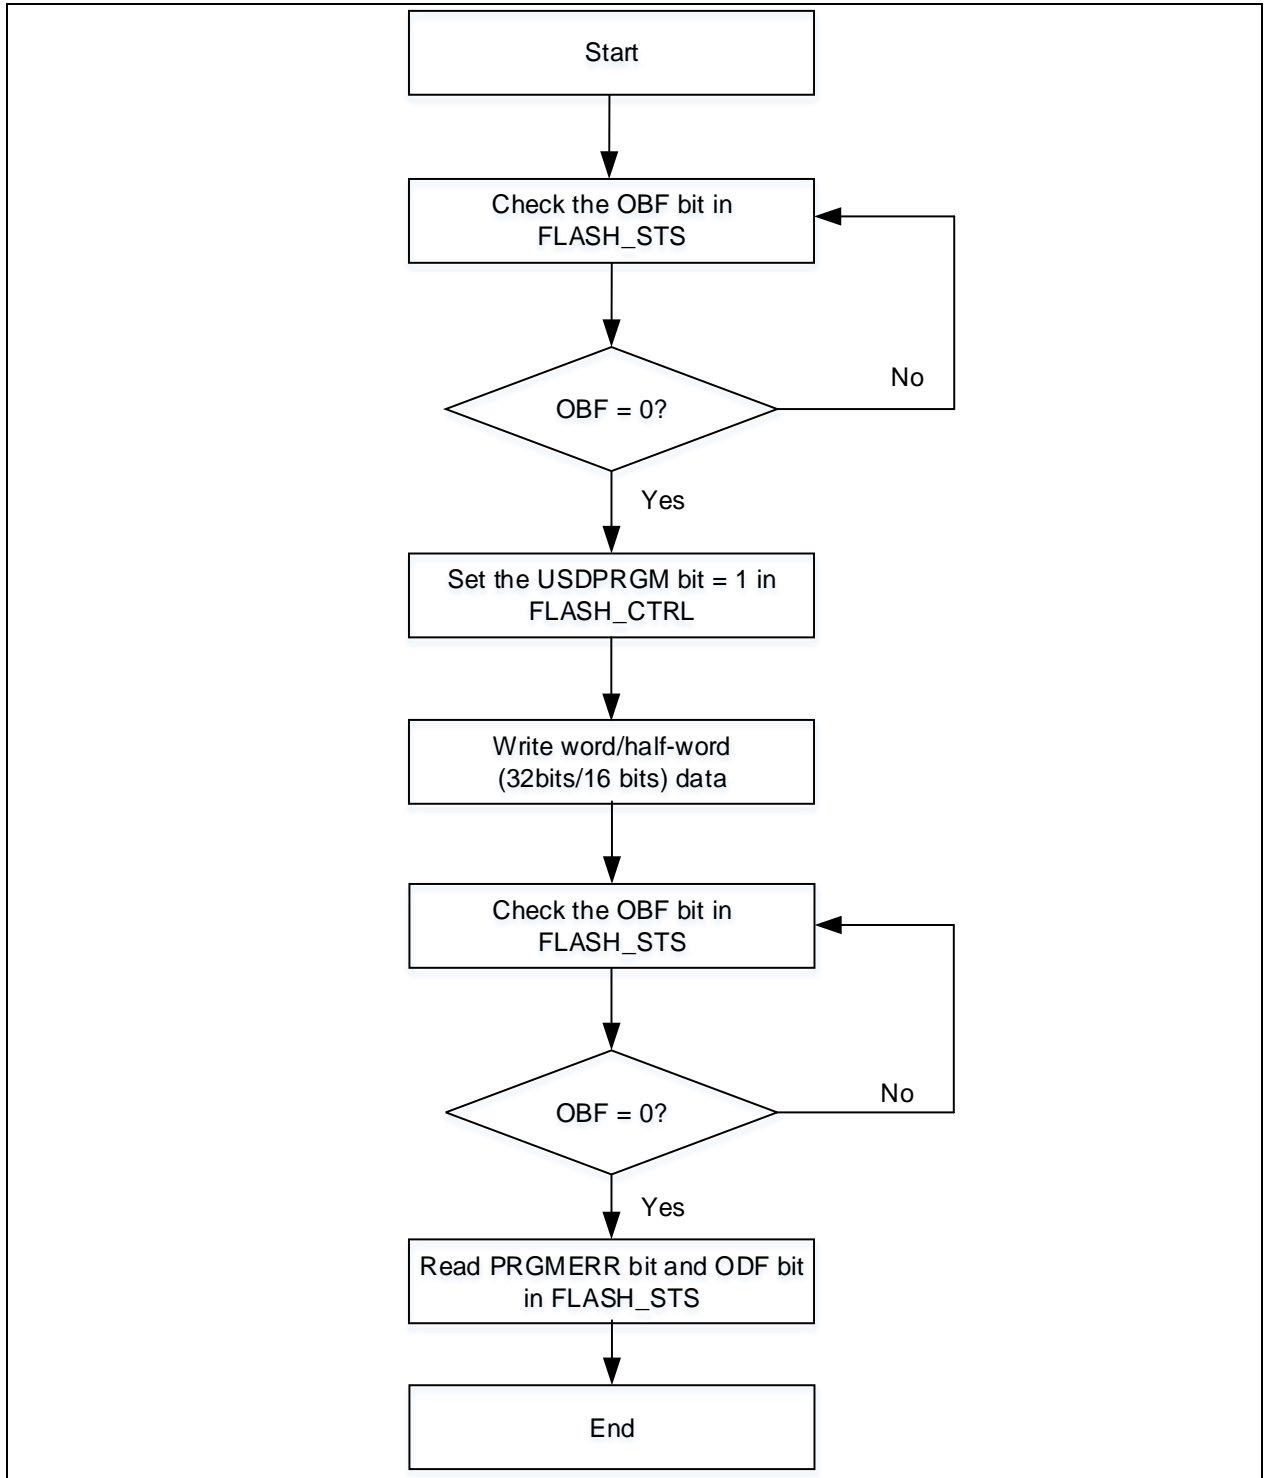 Start
Check the OBF bit in
FLASH_STS
No
OBF = 0?
Yes
Set the USDPRGM bit = 1 in
FLASH_CTRL
Write word/half-word
(32bits/16 bits) data
Check the OBF bit in
FLASH_STS
No
OBF = 0?
Yes
Read PRGMERR bit and ODF bit
in FLASH_STS
End